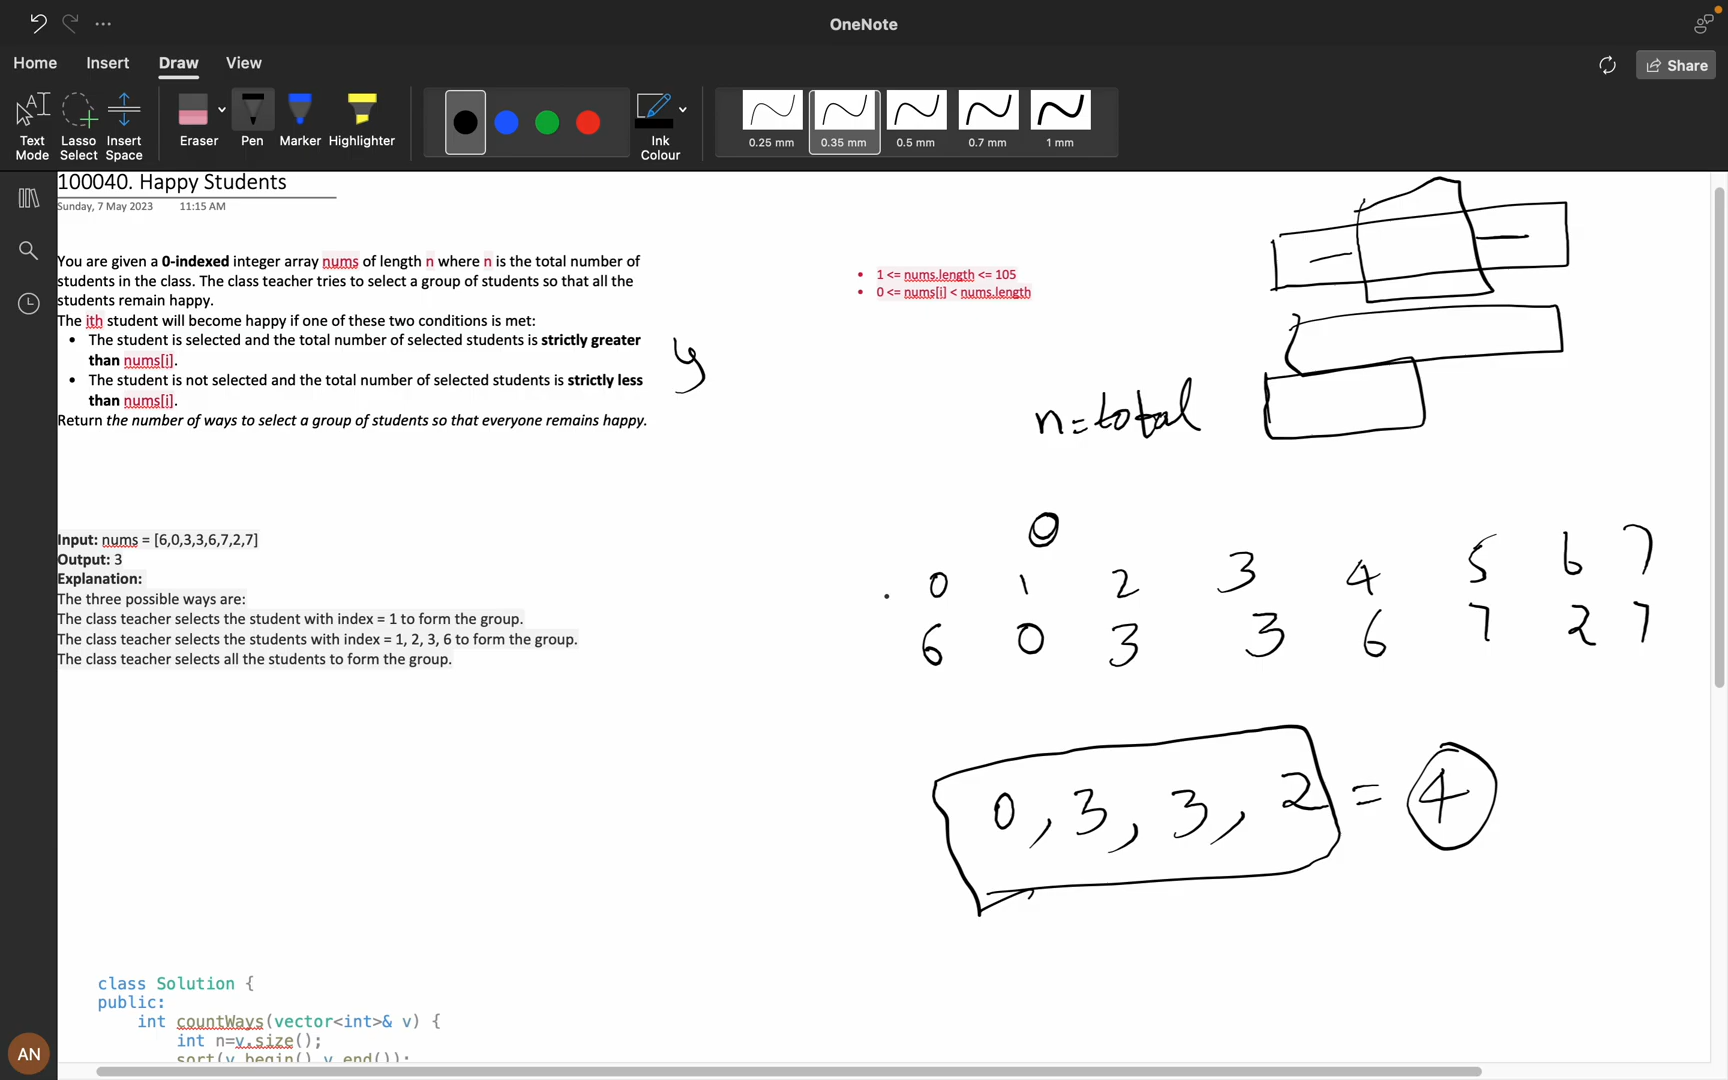 OneNote
Home Insert Draw View
Share
Text Mode
Lasso Select
Insert Space
Eraser
Pen
Marker
Highlighter
Ink Colour
0.25 mm
0.35 mm
0.5 mm
0.7 mm
1 mm
100040. Happy Students
Sunday, 7 May 2023 11:15 AM
You are given a 0-indexed integer array nums of length n where n is the total number of
students in the class. The class teacher tries to select a group of students so that all the
students remain happy.
The ith student will become happy if one of these two conditions is met:
• The student is selected and the total number of selected students is strictly greater
than nums[i].
• The student is not selected and the total number of selected students is strictly less
than nums[i].
Return the number of ways to select a group of students so that everyone remains happy.
• 1 <= nums.length <= 105
• 0 <= nums[i] < nums.length
y
n=total
Input: nums = [6,0,3,3,6,7,2,7]
Output: 3
Explanation:
The three possible ways are:
The class teacher selects the student with index = 1 to form the group.
The class teacher selects the students with index = 1, 2, 3, 6 to form the group.
The class teacher selects all the students to form the group.
0
0 1 2 3 4 5 6 7
6 0 3 3 6 7 2 7
0, 3, 3, 2 = 4
class Solution {
public:
int countWays(vector<int>& v) {
int n=v.size();
sort(v.begin(),v.end());
AN